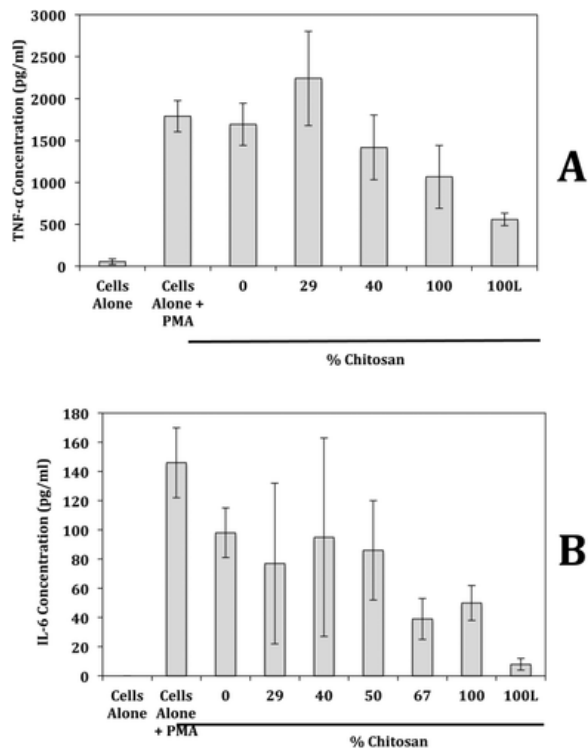 3000
2500
2000
1500
1000
500
0
TNF-α Concentration (pg/ml)
Cells Alone
Cells Alone + PMA
0
29
40
100
100L
% Chitosan
A
180
160
140
120
100
80
60
40
20
0
IL-6 Concentration (pg/ml)
Cells Alone
Cells Alone + PMA
0
29
40
50
67
100
100L
% Chitosan
B